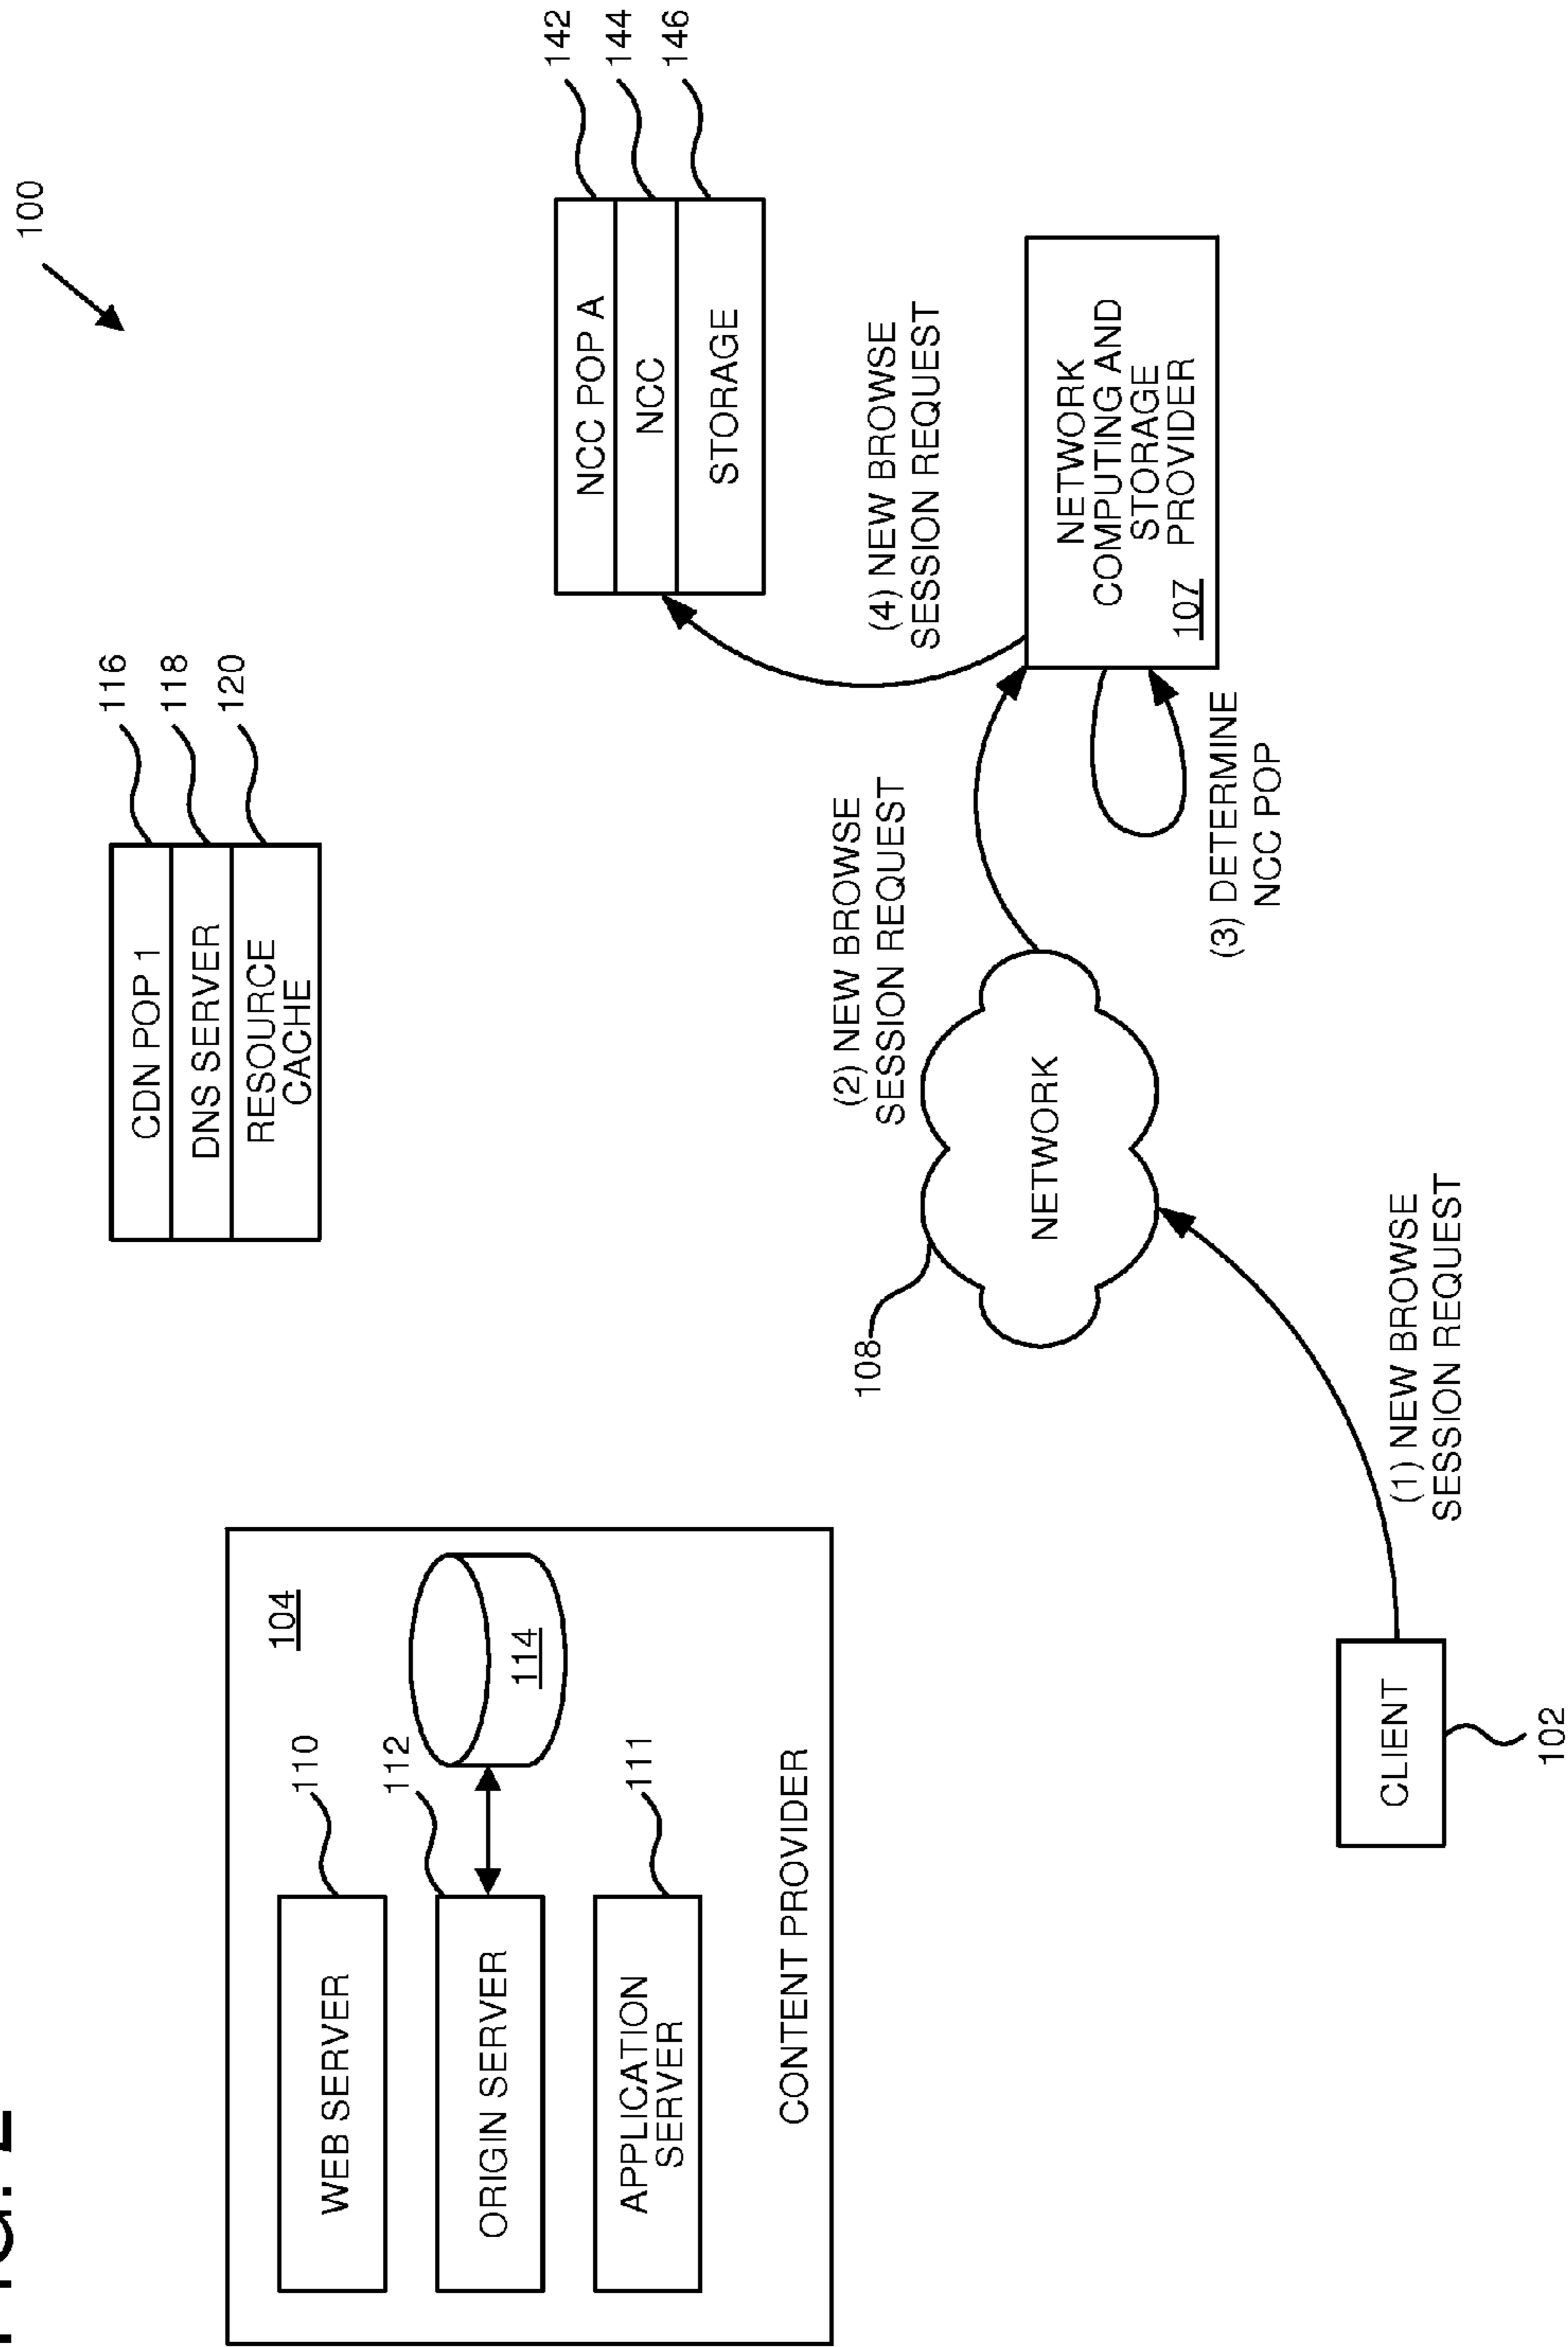 100
104
WEB SERVER
110
ORIGIN SERVER
112
114
APPLICATION
SERVER
111
CONTENT PROVIDER
CDN POP 1
116
DNS SERVER
118
RESOURCE
CACHE
120
NCC POP A
142
NCC
144
STORAGE
146
108
NETWORK
(2) NEW BROWSE
SESSION REQUEST
(4) NEW BROWSE
SESSION REQUEST
NETWORK
COMPUTING AND
STORAGE
PROVIDER
107
(3) DETERMINE
NCC POP
(1) NEW BROWSE
SESSION REQUEST
CLIENT
102